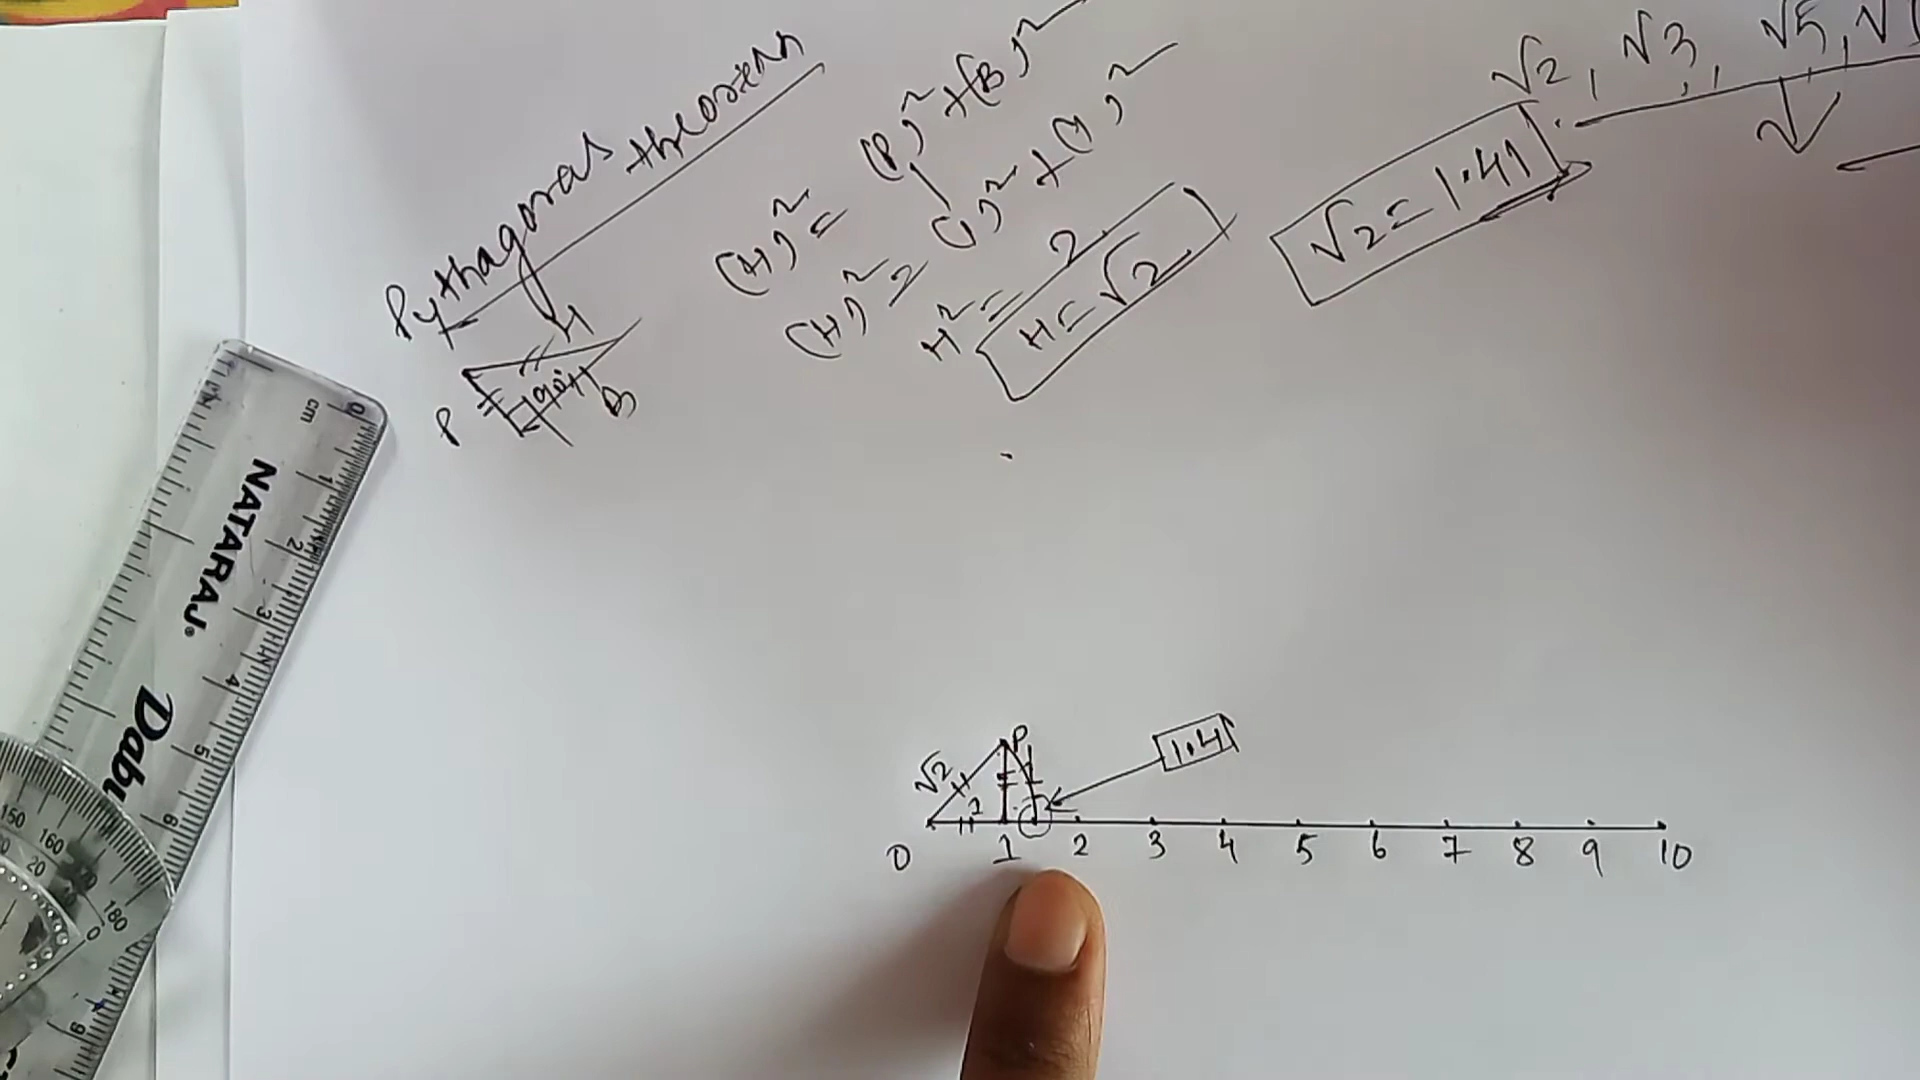 Pythagoras theorem
H
P
90°
B
(H)² = (P)² + (B)²
(H)² = (1)² + (1)²
H² = 2
H = √2
√2, √3, √5, √
√2 = 1.41
cm
0 1 2 3 4 5 6
NATARAJ®
150 160
20
180
0
P
√2
1
1
1.41
0 1 2 3 4 5 6 7 8 9 10